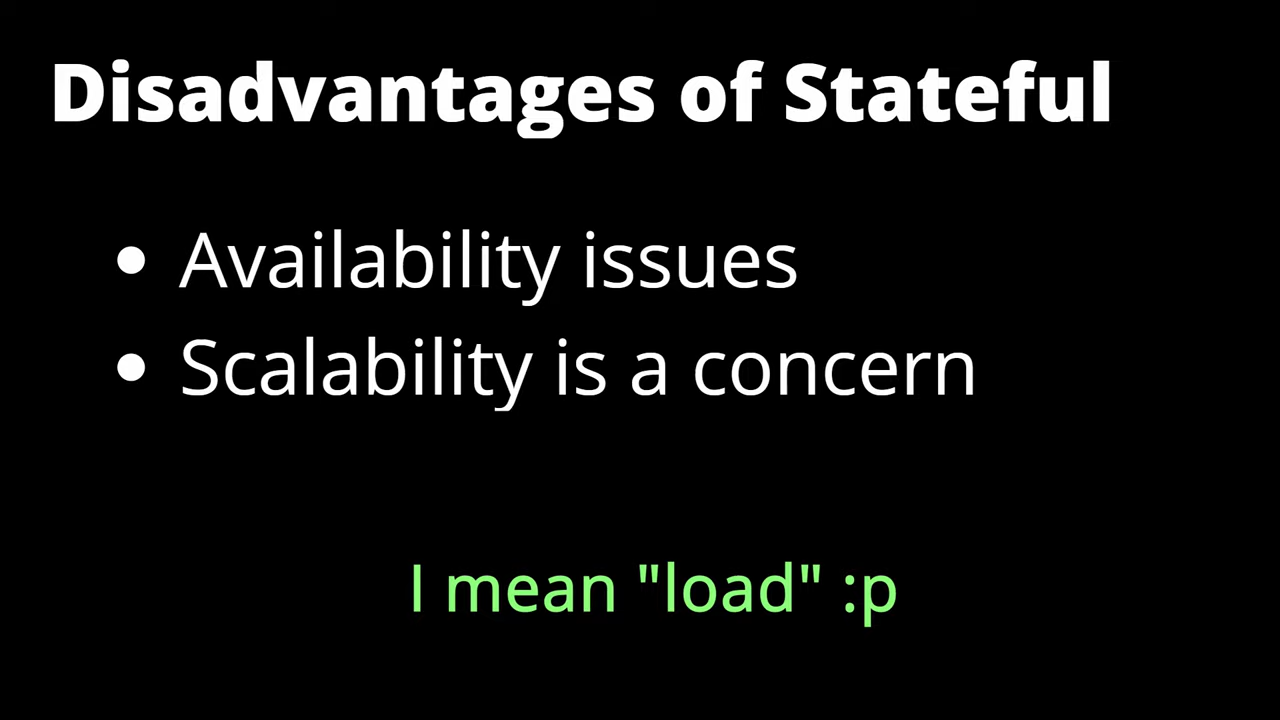 Disadvantages of Stateful
• Availability issues
• Scalability is a concern
I mean "load" :p